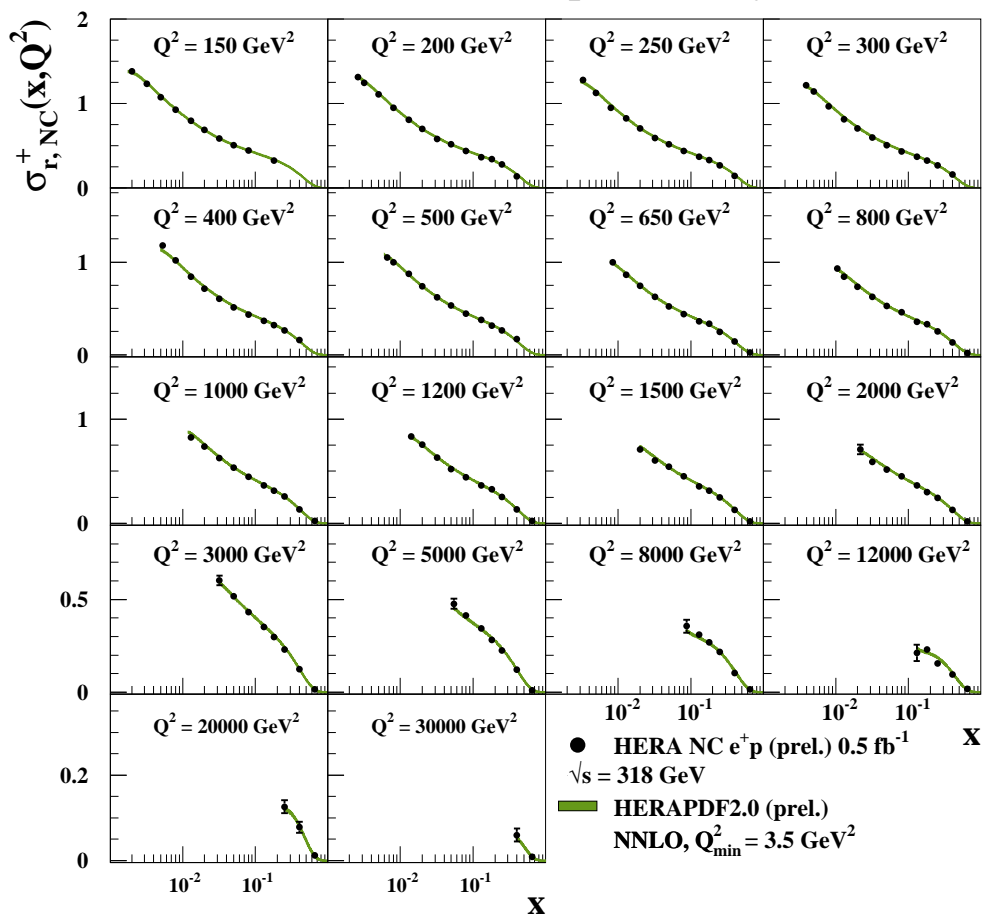 σ⁺r, NC(x,Q²)
Q² = 150 GeV² Q² = 200 GeV² Q² = 250 GeV² Q² = 300 GeV²
2
1
0
Q² = 400 GeV² Q² = 500 GeV² Q² = 650 GeV² Q² = 800 GeV²
1
0
Q² = 1000 GeV² Q² = 1200 GeV² Q² = 1500 GeV² Q² = 2000 GeV²
1
0
Q² = 3000 GeV² Q² = 5000 GeV² Q² = 8000 GeV² Q² = 12000 GeV²
0.5
0
10⁻² 10⁻¹ 10⁻² 10⁻¹
x
Q² = 20000 GeV² Q² = 30000 GeV²
0.2
0
10⁻² 10⁻¹ 10⁻² 10⁻¹
x
HERA NC e⁺p (prel.) 0.5 fb⁻¹
√s = 318 GeV
HERAPDF2.0 (prel.)
NNLO, Q²min = 3.5 GeV²